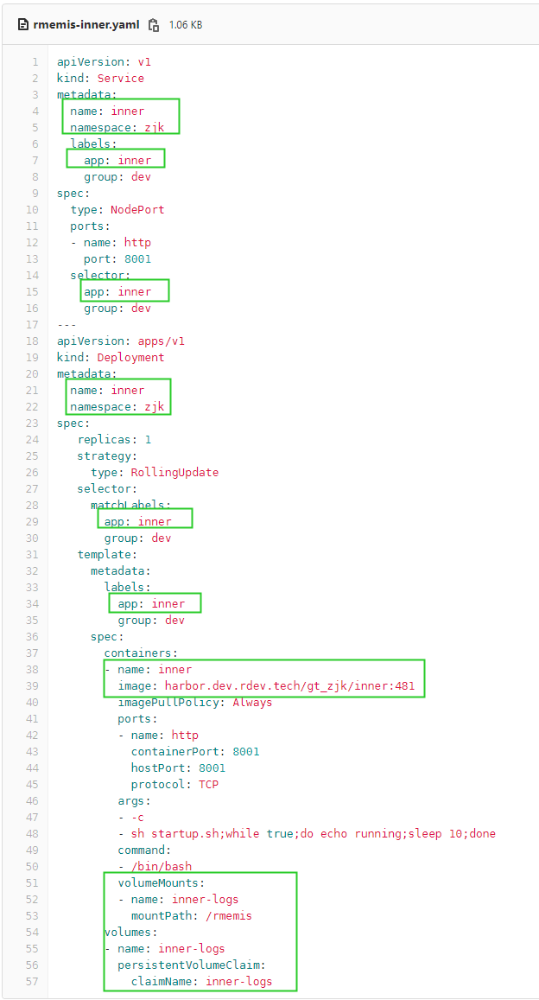 rmemis-inner.yaml 1.06 KB
1 apiVersion: v1
2 kind: Service
3 metadata:
4   name: inner
5   namespace: zjk
6   labels:
7     app: inner
8     group: dev
9 spec:
10   type: NodePort
11   ports:
12   - name: http
13     port: 8001
14   selector:
15     app: inner
16     group: dev
17 ---
18 apiVersion: apps/v1
19 kind: Deployment
20 metadata:
21   name: inner
22   namespace: zjk
23 spec:
24    replicas: 1
25    strategy:
26      type: RollingUpdate
27    selector:
28      matchLabels:
29        app: inner
30        group: dev
31    template:
32      metadata:
33        labels:
34          app: inner
35          group: dev
36      spec:
37        containers:
38        - name: inner
39          image: harbor.dev.rdev.tech/gt_zjk/inner:481
40          imagePullPolicy: Always
41          ports:
42          - name: http
43            containerPort: 8001
44            hostPort: 8001
45            protocol: TCP
46          args:
47          - -c
48          - sh startup.sh;while true;do echo running;sleep 10;done
49          command:
50          - /bin/bash
51          volumeMounts:
52          - name: inner-logs
53            mountPath: /rmemis
54        volumes:
55        - name: inner-logs
56          persistentVolumeClaim:
57            claimName: inner-logs